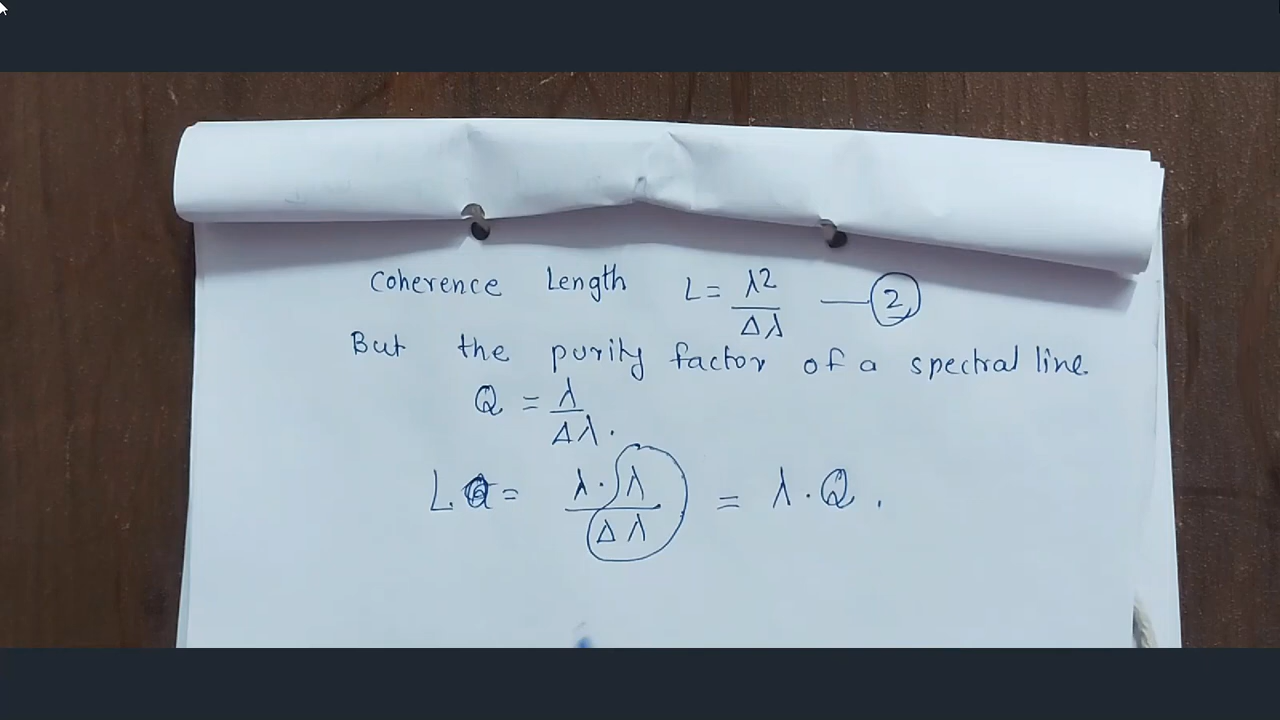 Coherence Length L = λ2/Δλ — 2
But the purity factor of a spectral line.
Q = λ/Δλ.
L = λ.λ/Δλ = λ.Q.